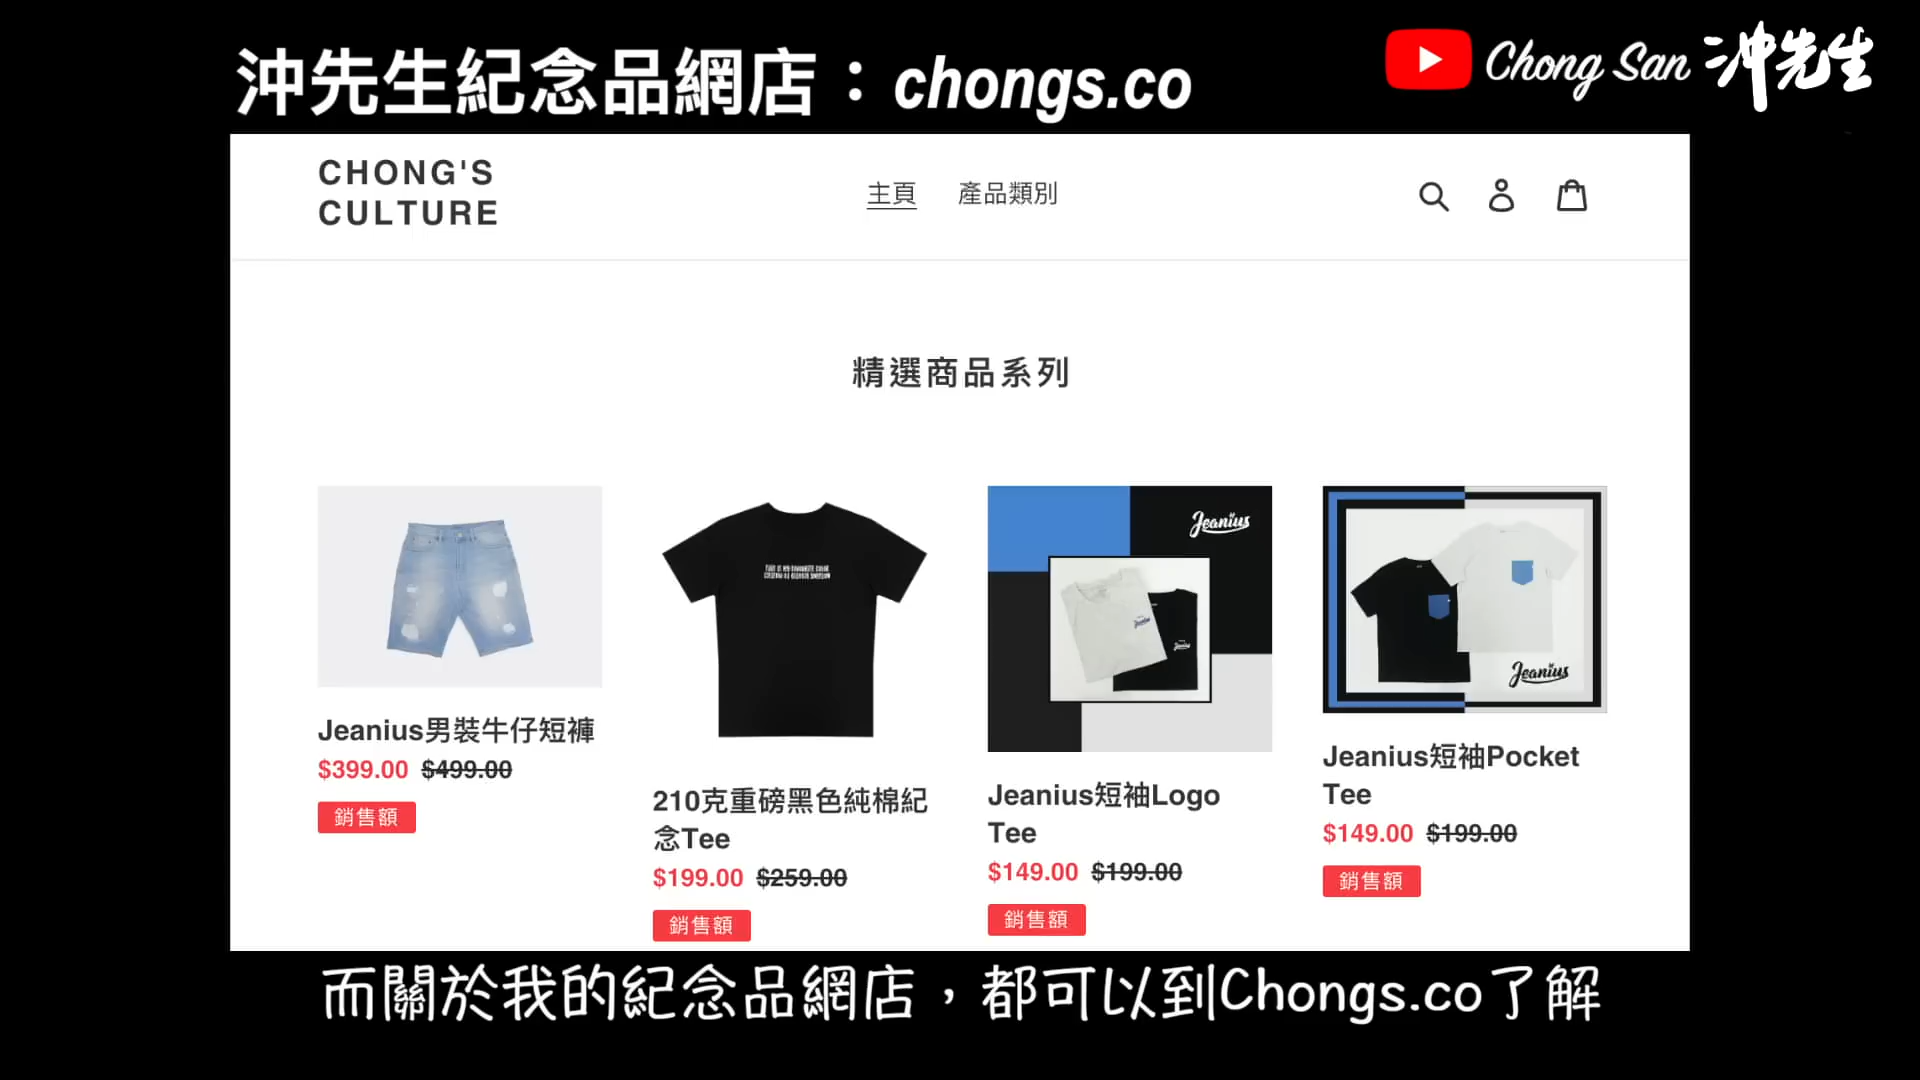 沖先生紀念品網店：chongs.co
Chong San 沖先生
CHONG'S
CULTURE
主頁
產品類別
精選商品系列
Jeanius
Jeanius
Jeanius男裝牛仔短褲
$399.00 $499.00
銷售額
210克重磅黑色純棉紀
念Tee
$199.00 $259.00
銷售額
Jeanius短袖Logo
Tee
$149.00 $199.00
銷售額
Jeanius短袖Pocket
Tee
$149.00 $199.00
銷售額
而關於我的紀念品網店，都可以到Chongs.co了解